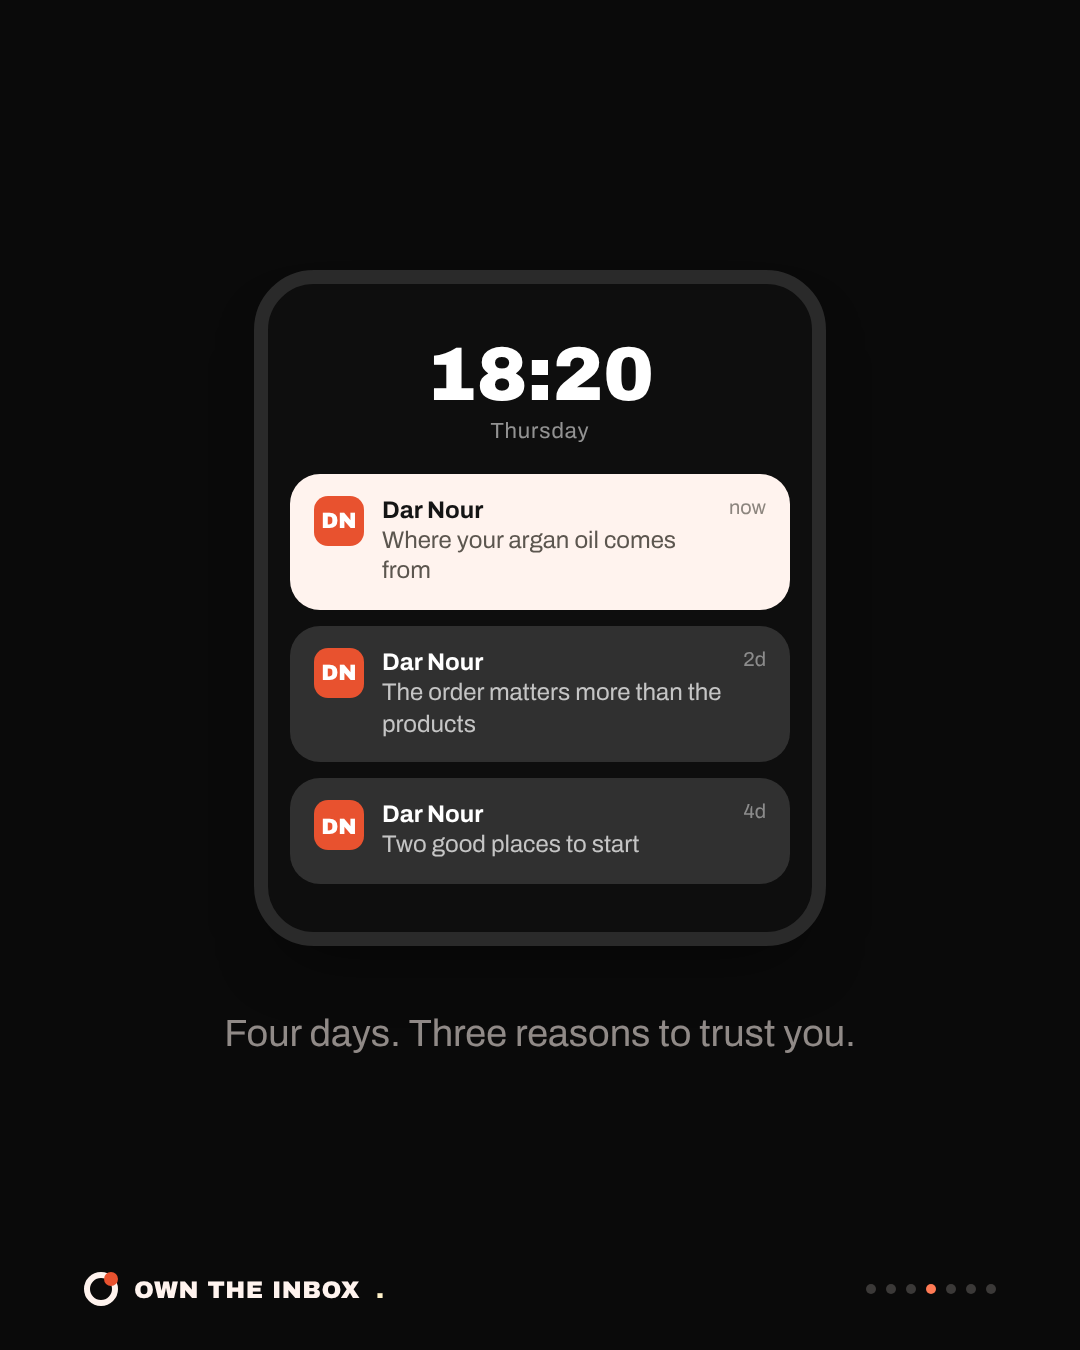 18:20
Thursday
DN
Dar Nour
now
Where your argan oil comes
from
DN
Dar Nour
2d
The order matters more than the
products
DN
Dar Nour
4d
Two good places to start
Four days. Three reasons to trust you.
OWN THE INBOX .